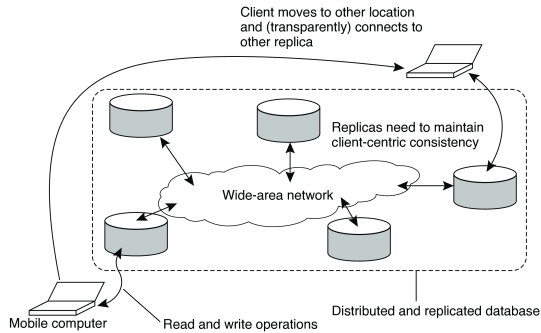 Client moves to other location
and (transparently) connects to
other replica
Replicas need to maintain
client-centric consistency
Wide-area network
Distributed and replicated database
Mobile computer
Read and write operations